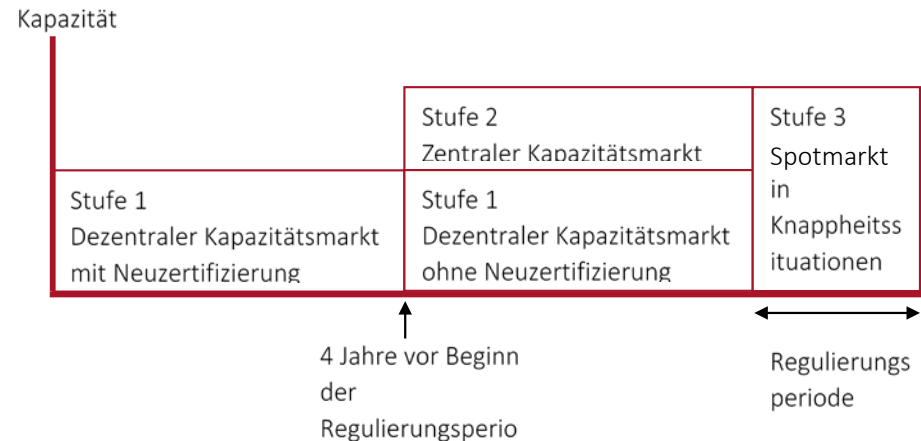 Kapazität
Stufe 2
Zentraler Kapazitätsmarkt
Stufe 3
Spotmarkt
in
Knappheitss
ituationen
Stufe 1
Dezentraler Kapazitätsmarkt
mit Neuzertifizierung
Stufe 1
Dezentraler Kapazitätsmarkt
ohne Neuzertifizierung
4 Jahre vor Beginn
der
Regulierungsperio
Regulierungs
periode